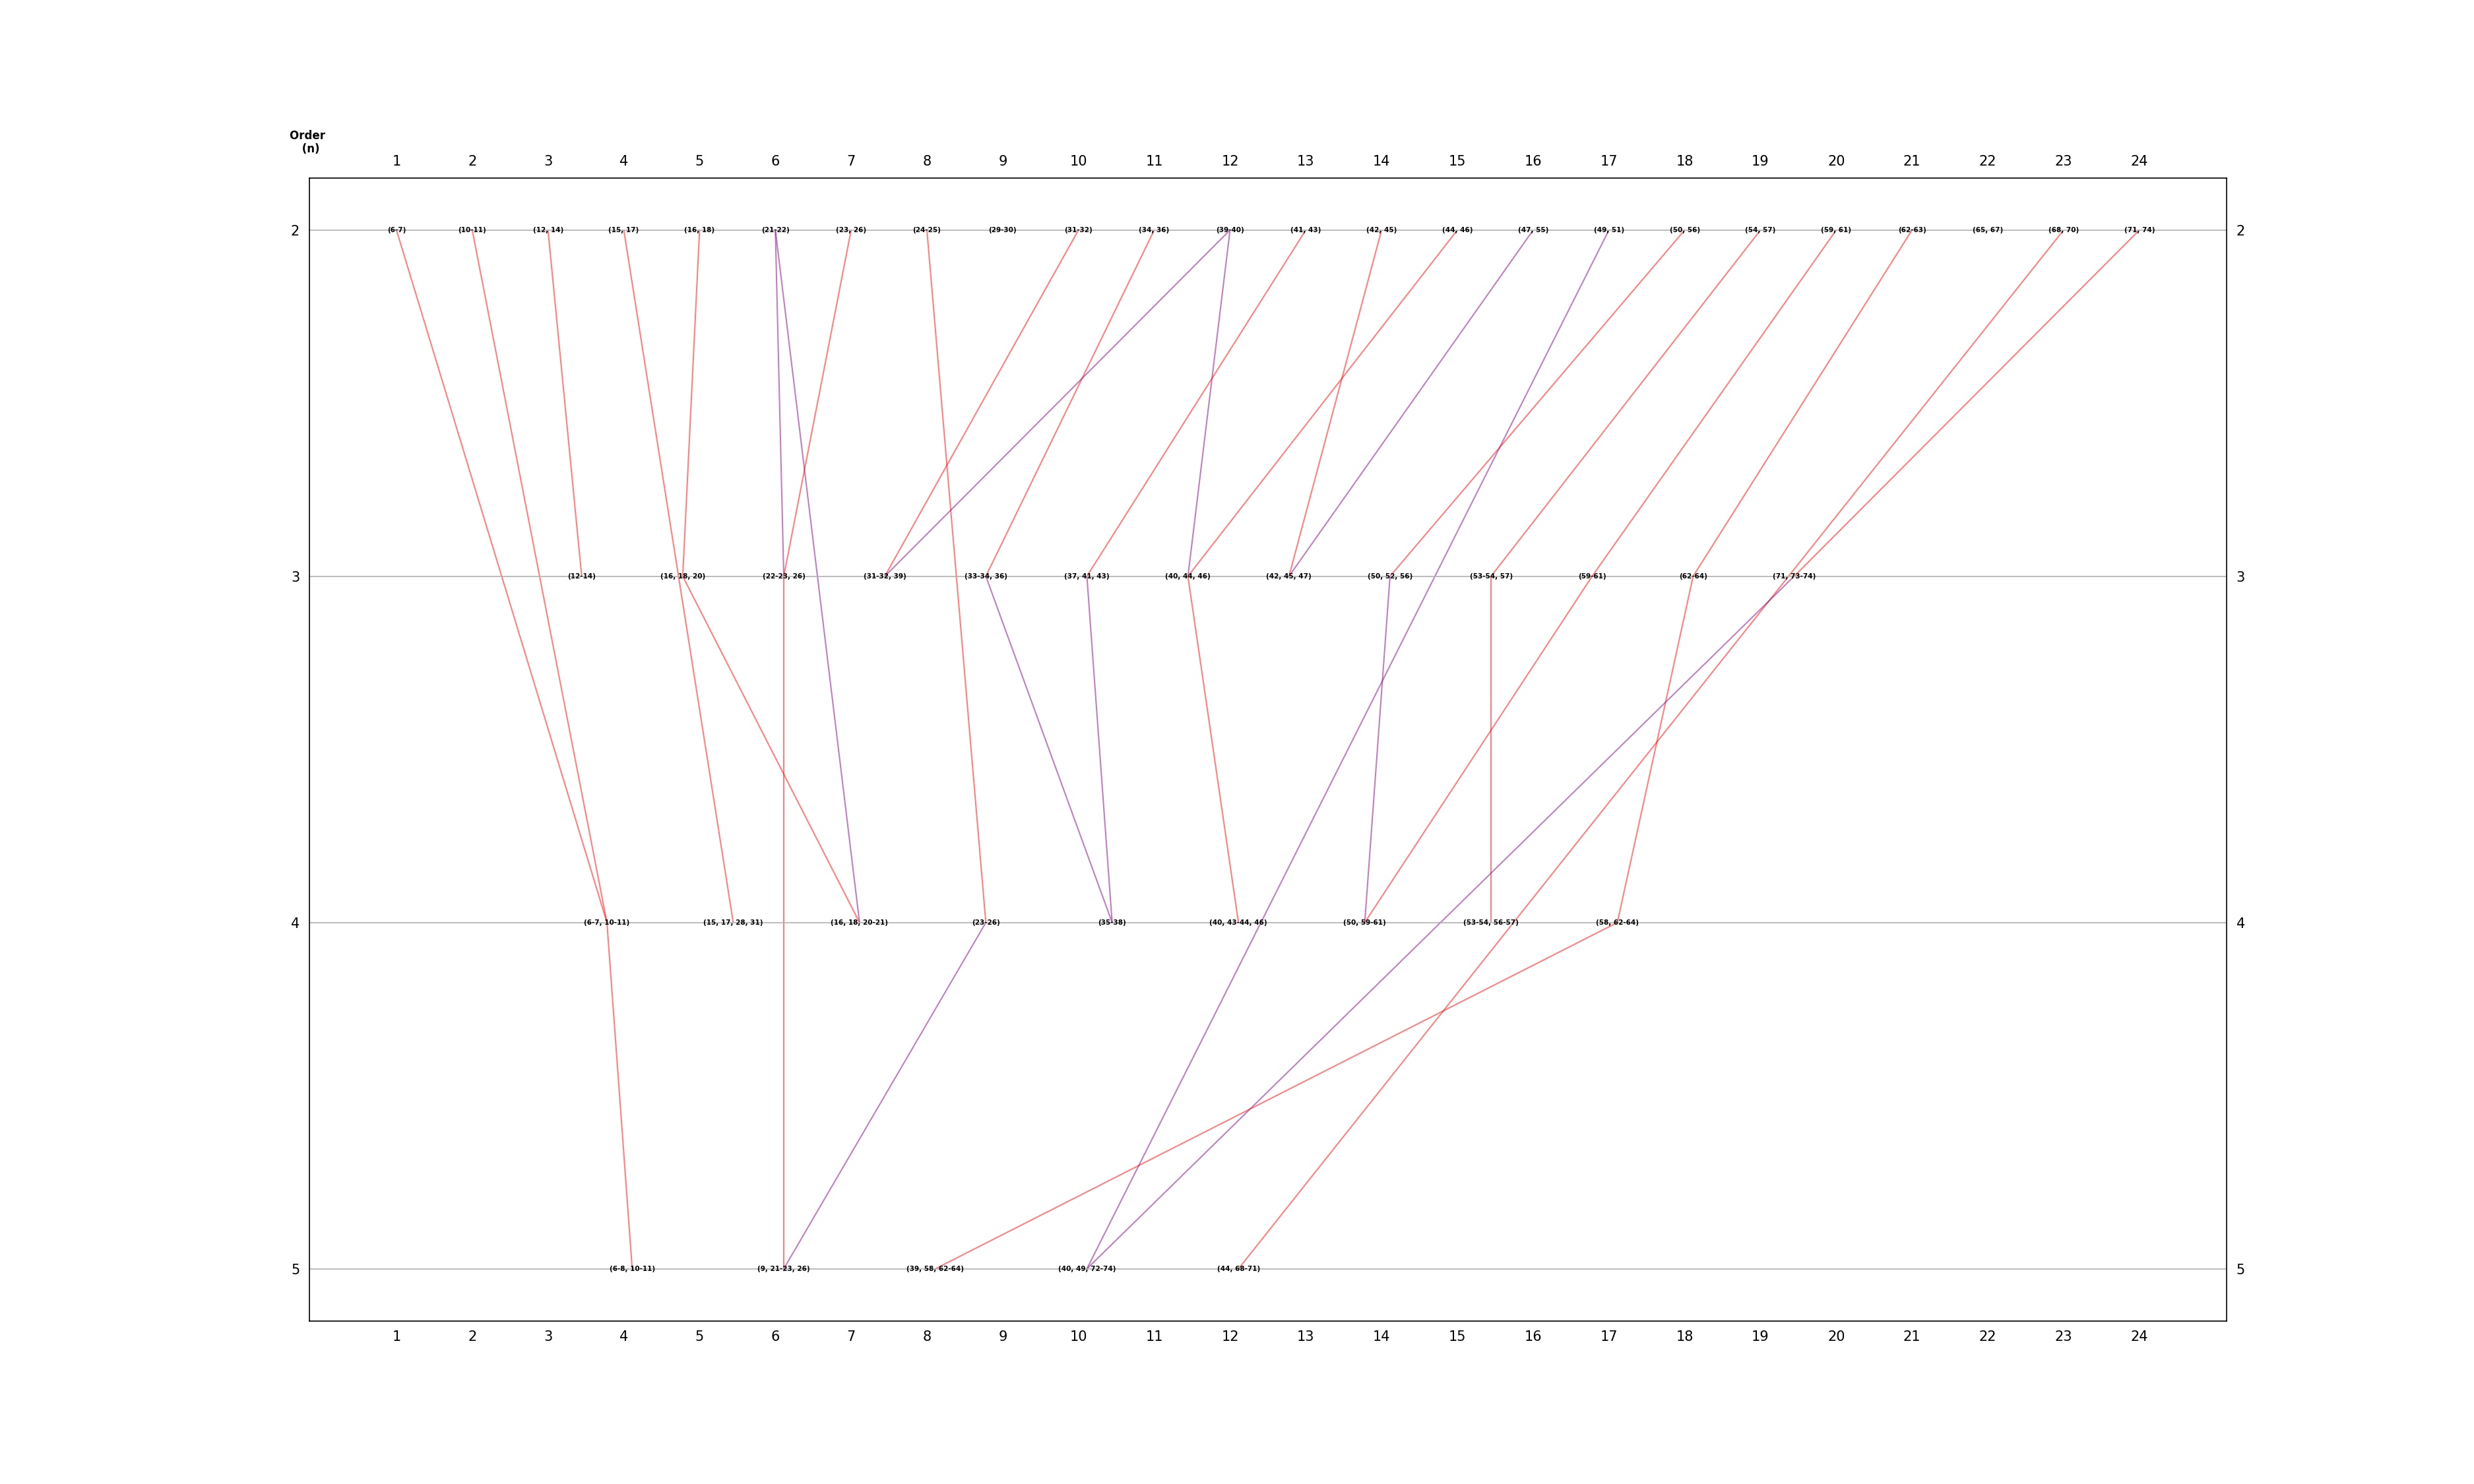 Order
(n)
1 2 3 4 5 6 7 8 9 10 11 12 13 14 15 16 17 18 19 20 21 22 23 24
2 (6-7) (10-11) (12, 14) (15, 17) (16, 18) (21-22) (23, 26) (24-25) (29-30) (31-32) (34, 36) (39-40) (41, 43) (42, 45) (44, 46) (47, 55) (49, 51) (50, 56) (54, 57) (59, 61) (62-63) (65, 67) (68, 70) (71, 74) 2
3 (12-14) (16, 18, 20) (22-23, 26) (31-32, 39) (33-34, 36) (37, 41, 43) (40, 44, 46) (42, 45, 47) (50, 52, 56) (53-54, 57) (59-61) (62-64) (71, 73-74) 3
4 (6-7, 10-11) (15, 17, 28, 31) (16, 18, 20-21) (23-26) (35-38) (40, 43-44, 46) (50, 59-61) (53-54, 56-57) (58, 62-64) 4
5 (6-8, 10-11) (9, 21-23, 26) (39, 58, 62-64) (40, 49, 72-74) (44, 68-71) 5
1 2 3 4 5 6 7 8 9 10 11 12 13 14 15 16 17 18 19 20 21 22 23 24